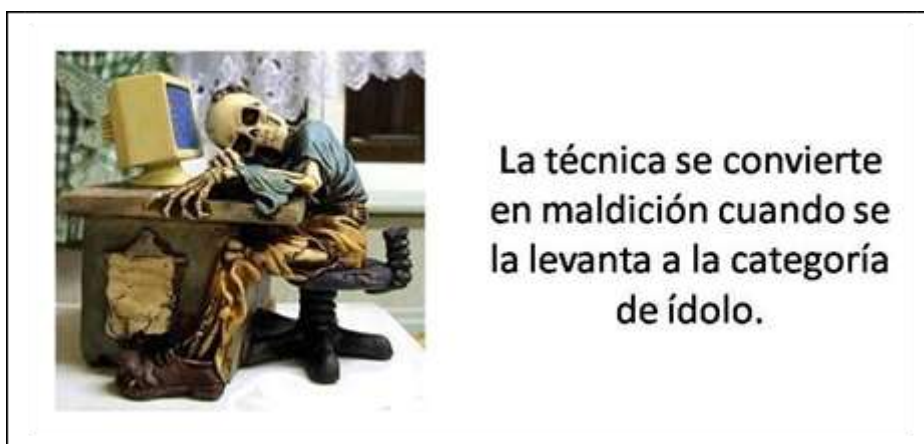 La técnica se convierte
en maldición cuando se
la levanta a la categoría
de ídolo.